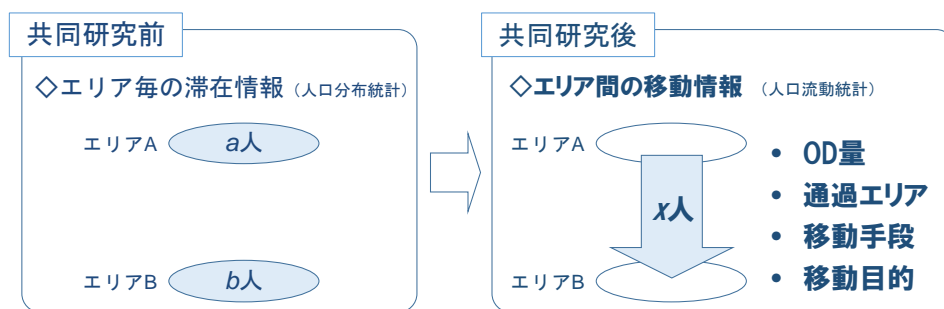 共同研究前
◇エリア毎の滞在情報（人口分布統計）
エリアA
a人
エリアB
b人
共同研究後
◇エリア間の移動情報（人口流動統計）
エリアA
x人
エリアB
• OD量
• 通過エリア
• 移動手段
• 移動目的